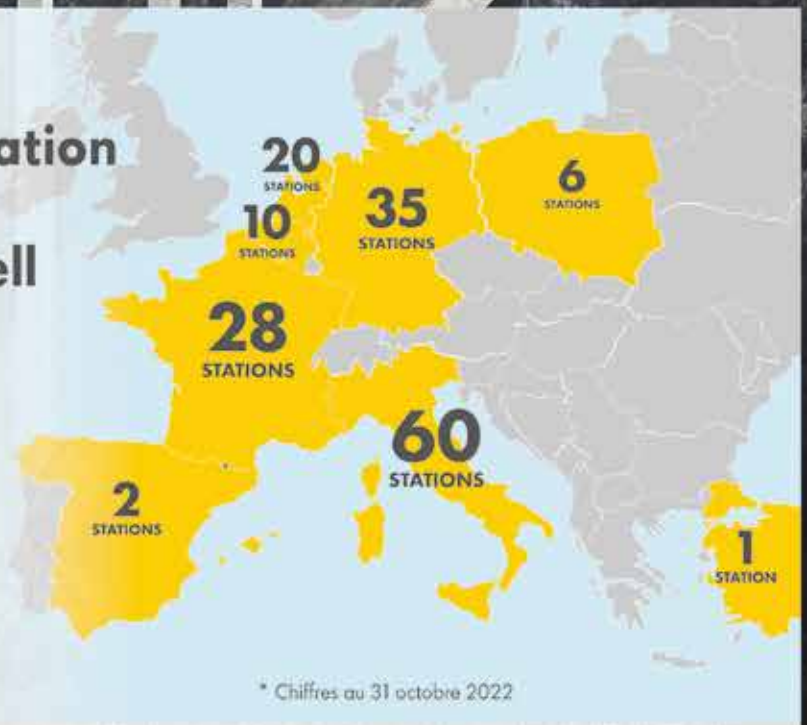 ation
ell
20
STATIONS
10
STATIONS
35
STATIONS
6
STATIONS
28
STATIONS
60
STATIONS
2
STATIONS
1
STATION
* Chiffres au 31 octobre 2022